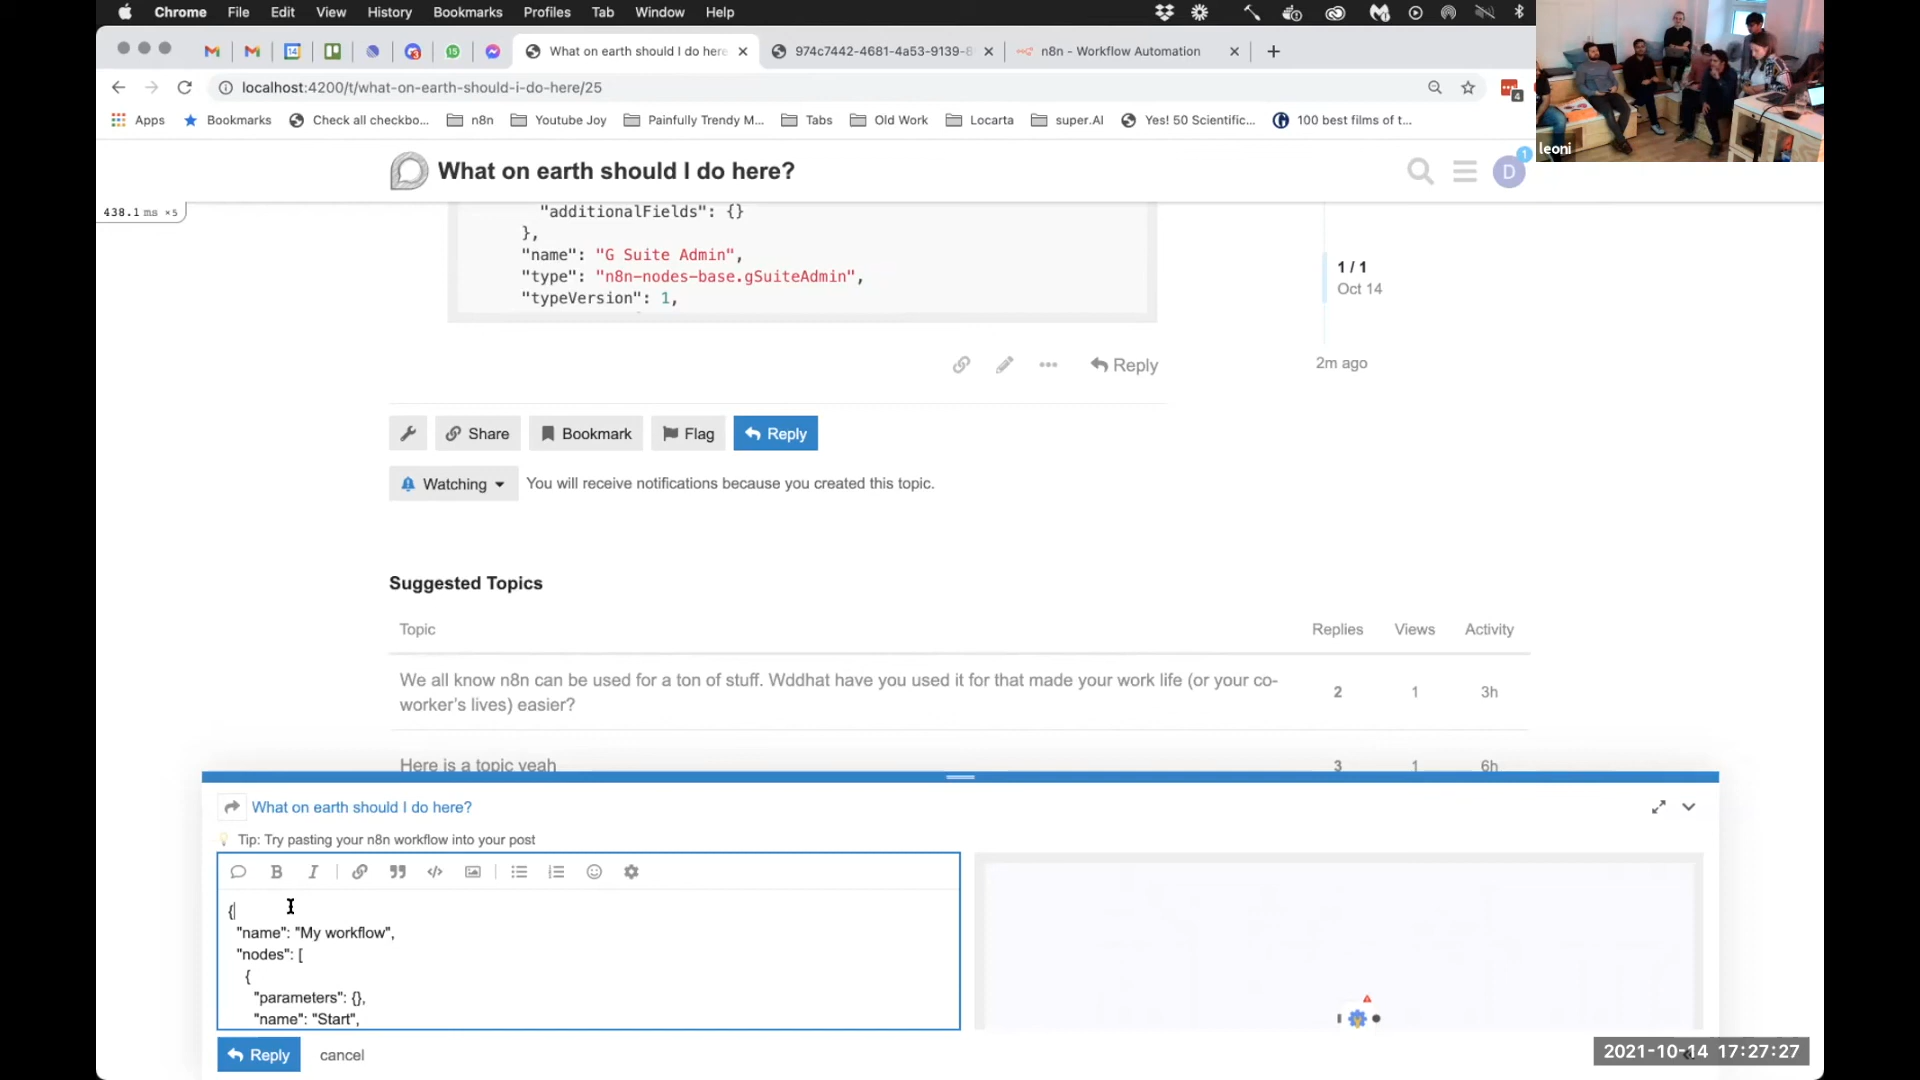 Chrome File Edit View History Bookmarks Profiles Tab Window Help
What on earth should I do here
974c7442-4681-4a53-9139-8
n8n - Workflow Automation
localhost:4200/t/what-on-earth-should-i-do-here/25
Apps Bookmarks Check all checkbo... n8n Youtube Joy Painfully Trendy M... Tabs Old Work Locarta super.AI Yes! 50 Scientific... 100 best films of t...
leoni
What on earth should I do here?
D
1
438.1 ms ×5
"additionalFields": {}
},
"name": "G Suite Admin",
"type": "n8n-nodes-base.gSuiteAdmin",
"typeVersion": 1,
1 / 1
Oct 14
2m ago
Reply
Share Bookmark Flag Reply
Watching You will receive notifications because you created this topic.
Suggested Topics
Topic Replies Views Activity
We all know n8n can be used for a ton of stuff. Wddhat have you used it for that made your work life (or your co-
worker's lives) easier?
2 1 3h
Here is a topic yeah 3 1 6h
What on earth should I do here?
Tip: Try pasting your n8n workflow into your post
{
"name": "My workflow",
"nodes": [
{
"parameters": {},
"name": "Start",
Reply cancel
2021-10-14 17:27:27